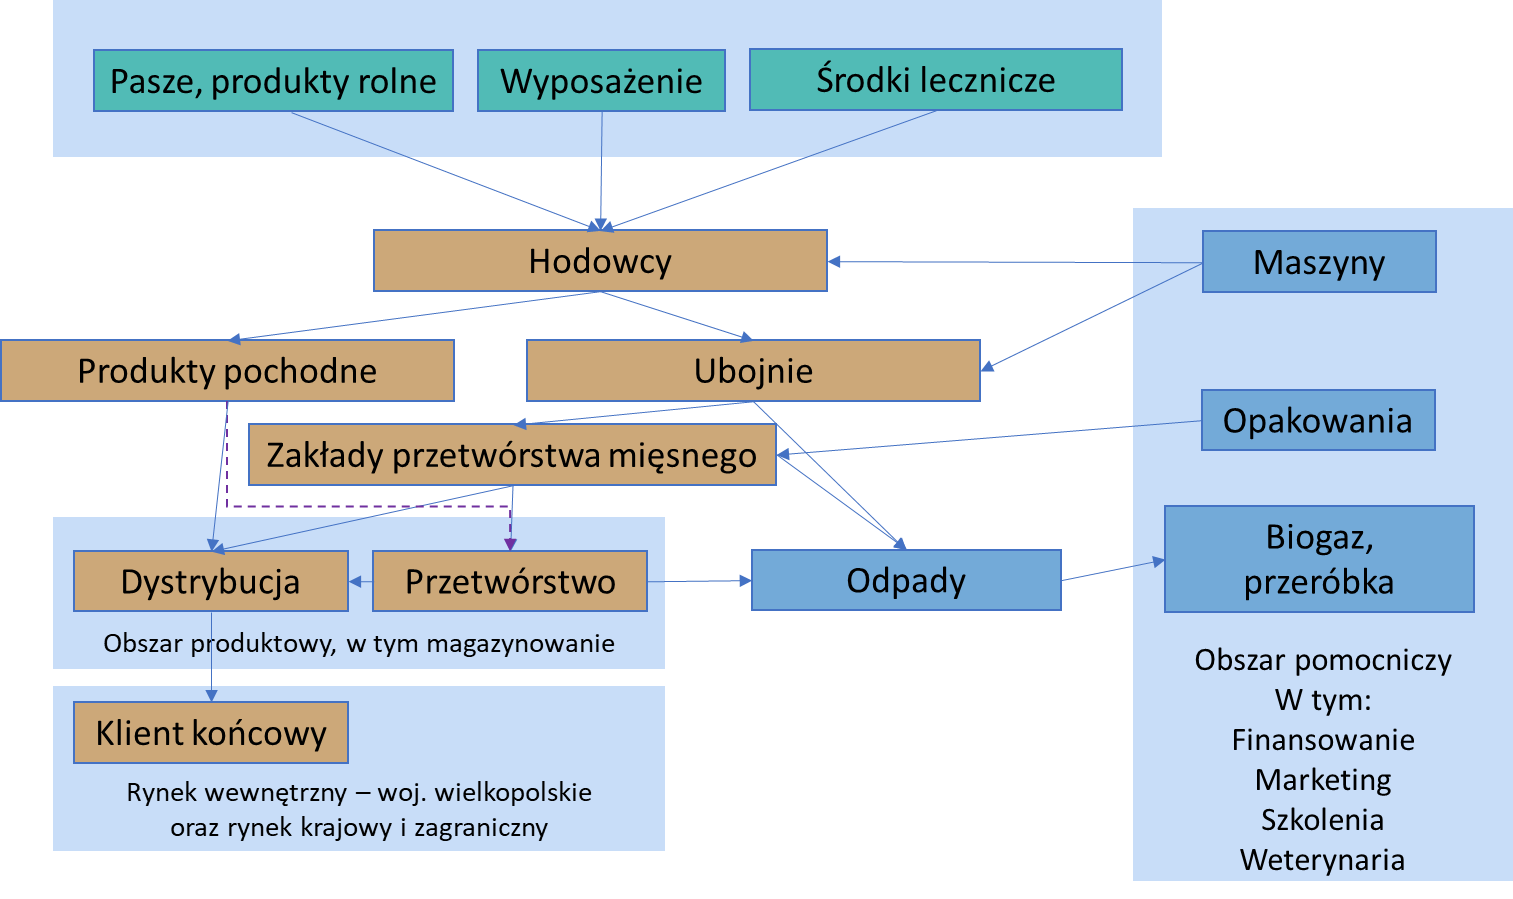 Pasze, produkty rolne
Wyposażenie
Środki lecznicze
Hodowcy
Maszyny
Produkty pochodne
Ubojnie
Opakowania
Zakłady przetwórstwa mięsnego
Dystrybucja
Przetwórstwo
Odpady
Biogaz,
przeróbka
Obszar produktowy, w tym magazynowanie
Klient końcowy
Rynek wewnętrzny – woj. wielkopolskie
oraz rynek krajowy i zagraniczny
Obszar pomocniczy
W tym:
Finansowanie
Marketing
Szkolenia
Weterynaria